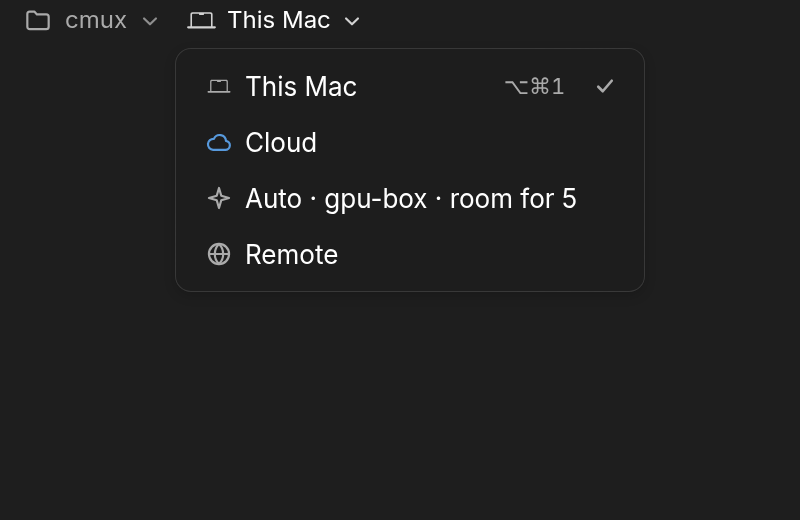 cmux This Mac
This Mac ⌥⌘1
Cloud
Auto · gpu-box · room for 5
Remote